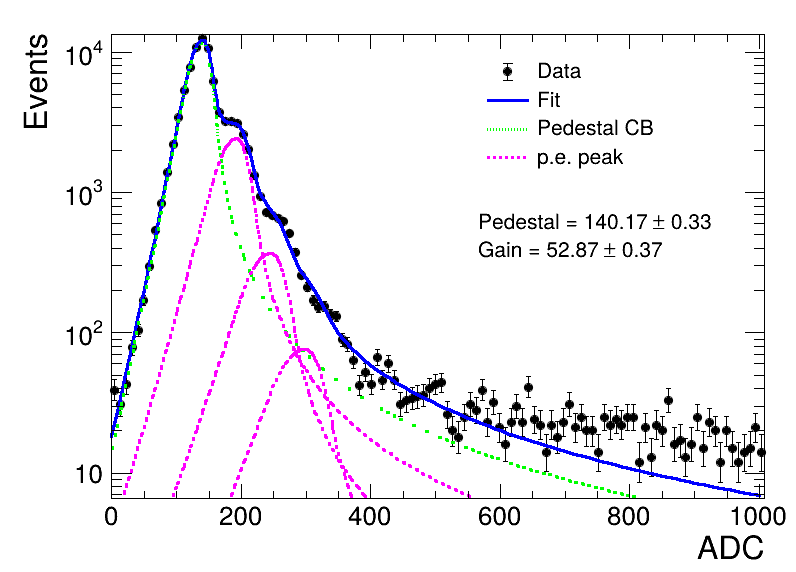 Events
10⁴
10³
10²
10
0
200
400
600
800
1000
ADC
Data
Fit
Pedestal CB
p.e. peak
Pedestal = 140.17 ± 0.33
Gain = 52.87 ± 0.37